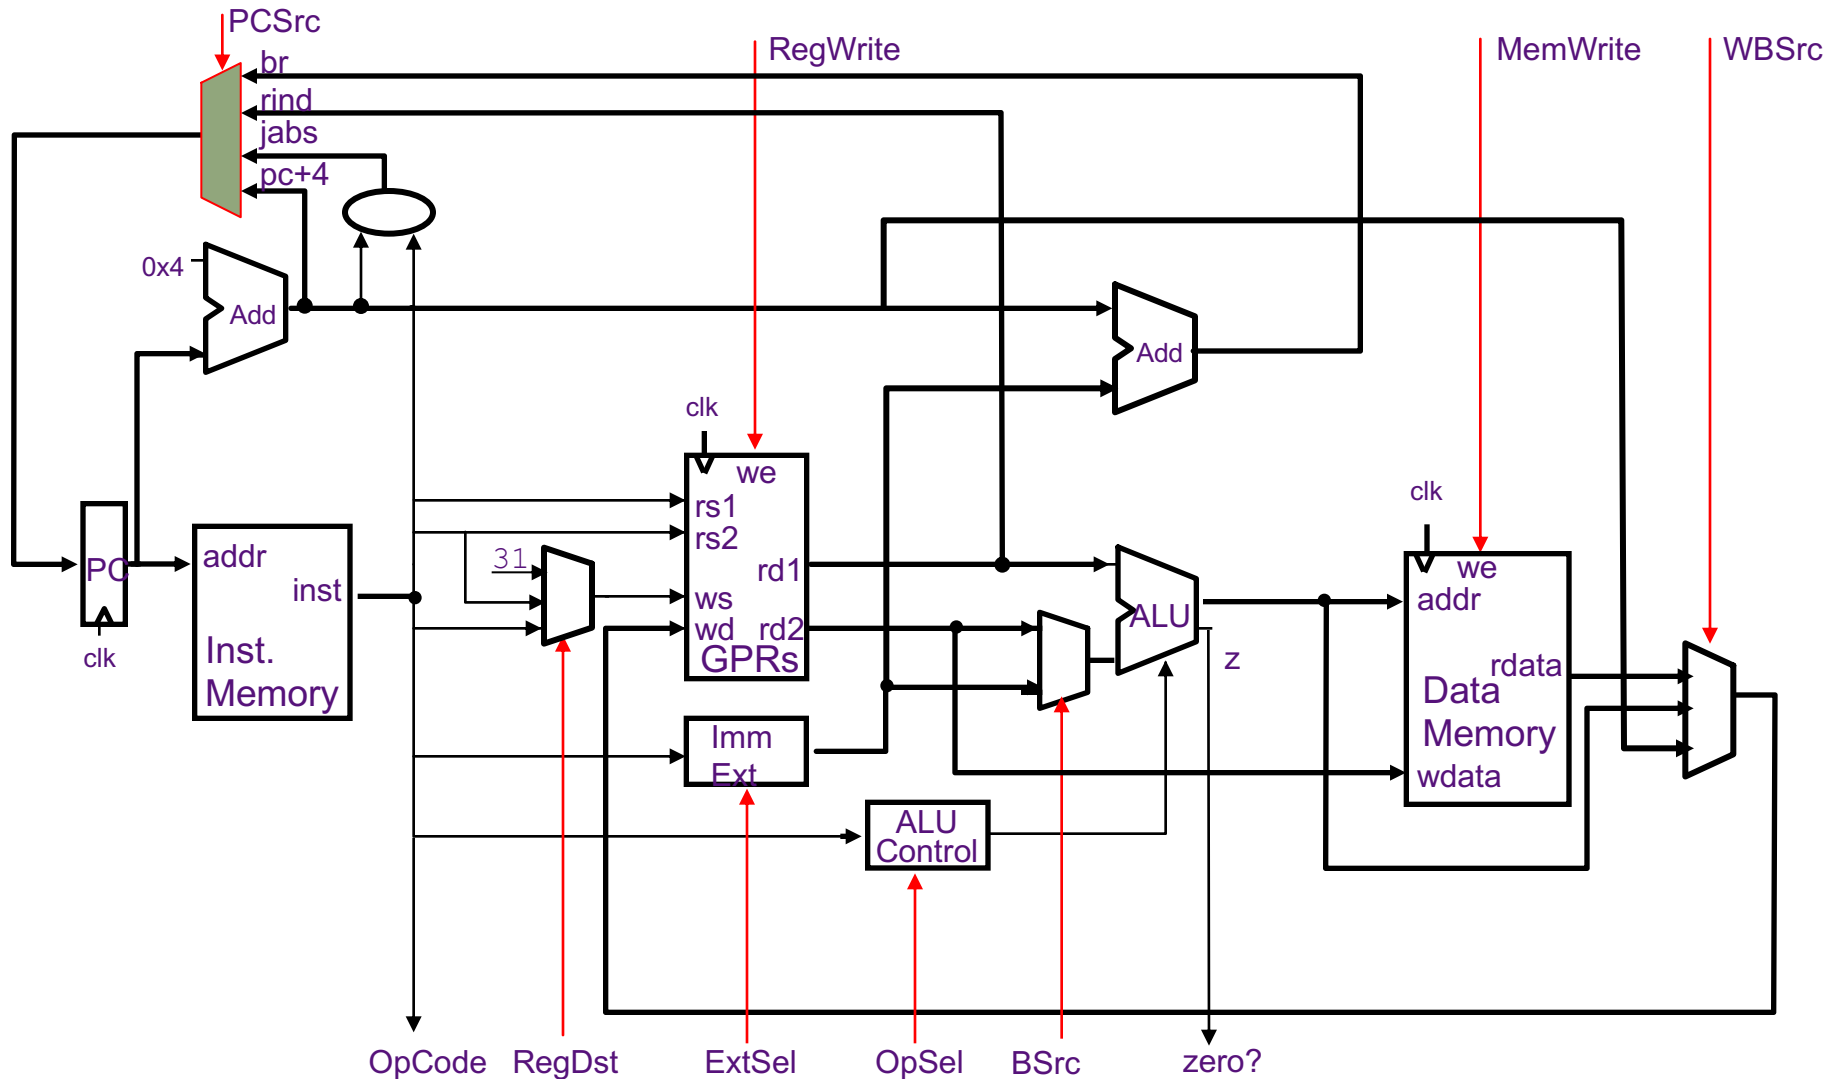 PCSrc
RegWrite
MemWrite
WBSrc
br
rind
jabs
pc+4
0x4
Add
Add
clk
we
rs1
rs2
31
rd1
ws
wd
rd2
GPRs
clk
we
addr
rdata
Data
Memory
wdata
PC
clk
addr
inst
Inst.
Memory
ALU
z
Imm
Ext
ALU
Control
OpCode
RegDst
ExtSel
OpSel
BSrc
zero?